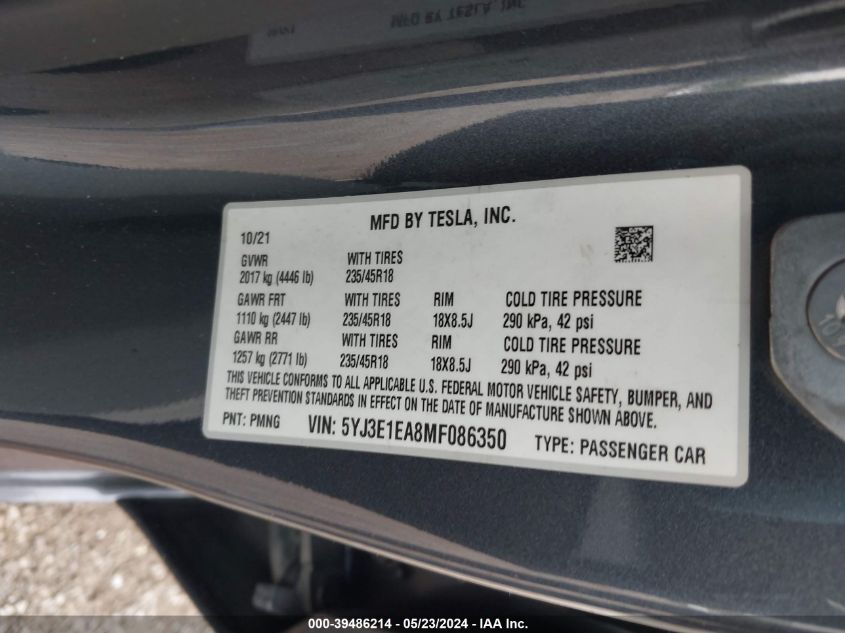 MFD BY TESLA, INC.
10/21
GVWR WITH TIRES
2017 kg (4446 lb) 235/45R18
GAWR FRT WITH TIRES RIM COLD TIRE PRESSURE
1110 kg (2447 lb) 235/45R18 18X8.5J 290 kPa, 42 psi
GAWR RR WITH TIRES RIM COLD TIRE PRESSURE
1257 kg (2771 lb) 235/45R18 18X8.5J 290 kPa, 42 psi
THIS VEHICLE CONFORMS TO ALL APPLICABLE U.S. FEDERAL MOTOR VEHICLE SAFETY, BUMPER, AND
THEFT PREVENTION STANDARDS IN EFFECT ON THE DATE OF MANUFACTURE SHOWN ABOVE.
PNT: PMNG VIN: 5YJ3E1EA8MF086350 TYPE: PASSENGER CAR
000-39486214 - 05/23/2024 - IAA Inc.